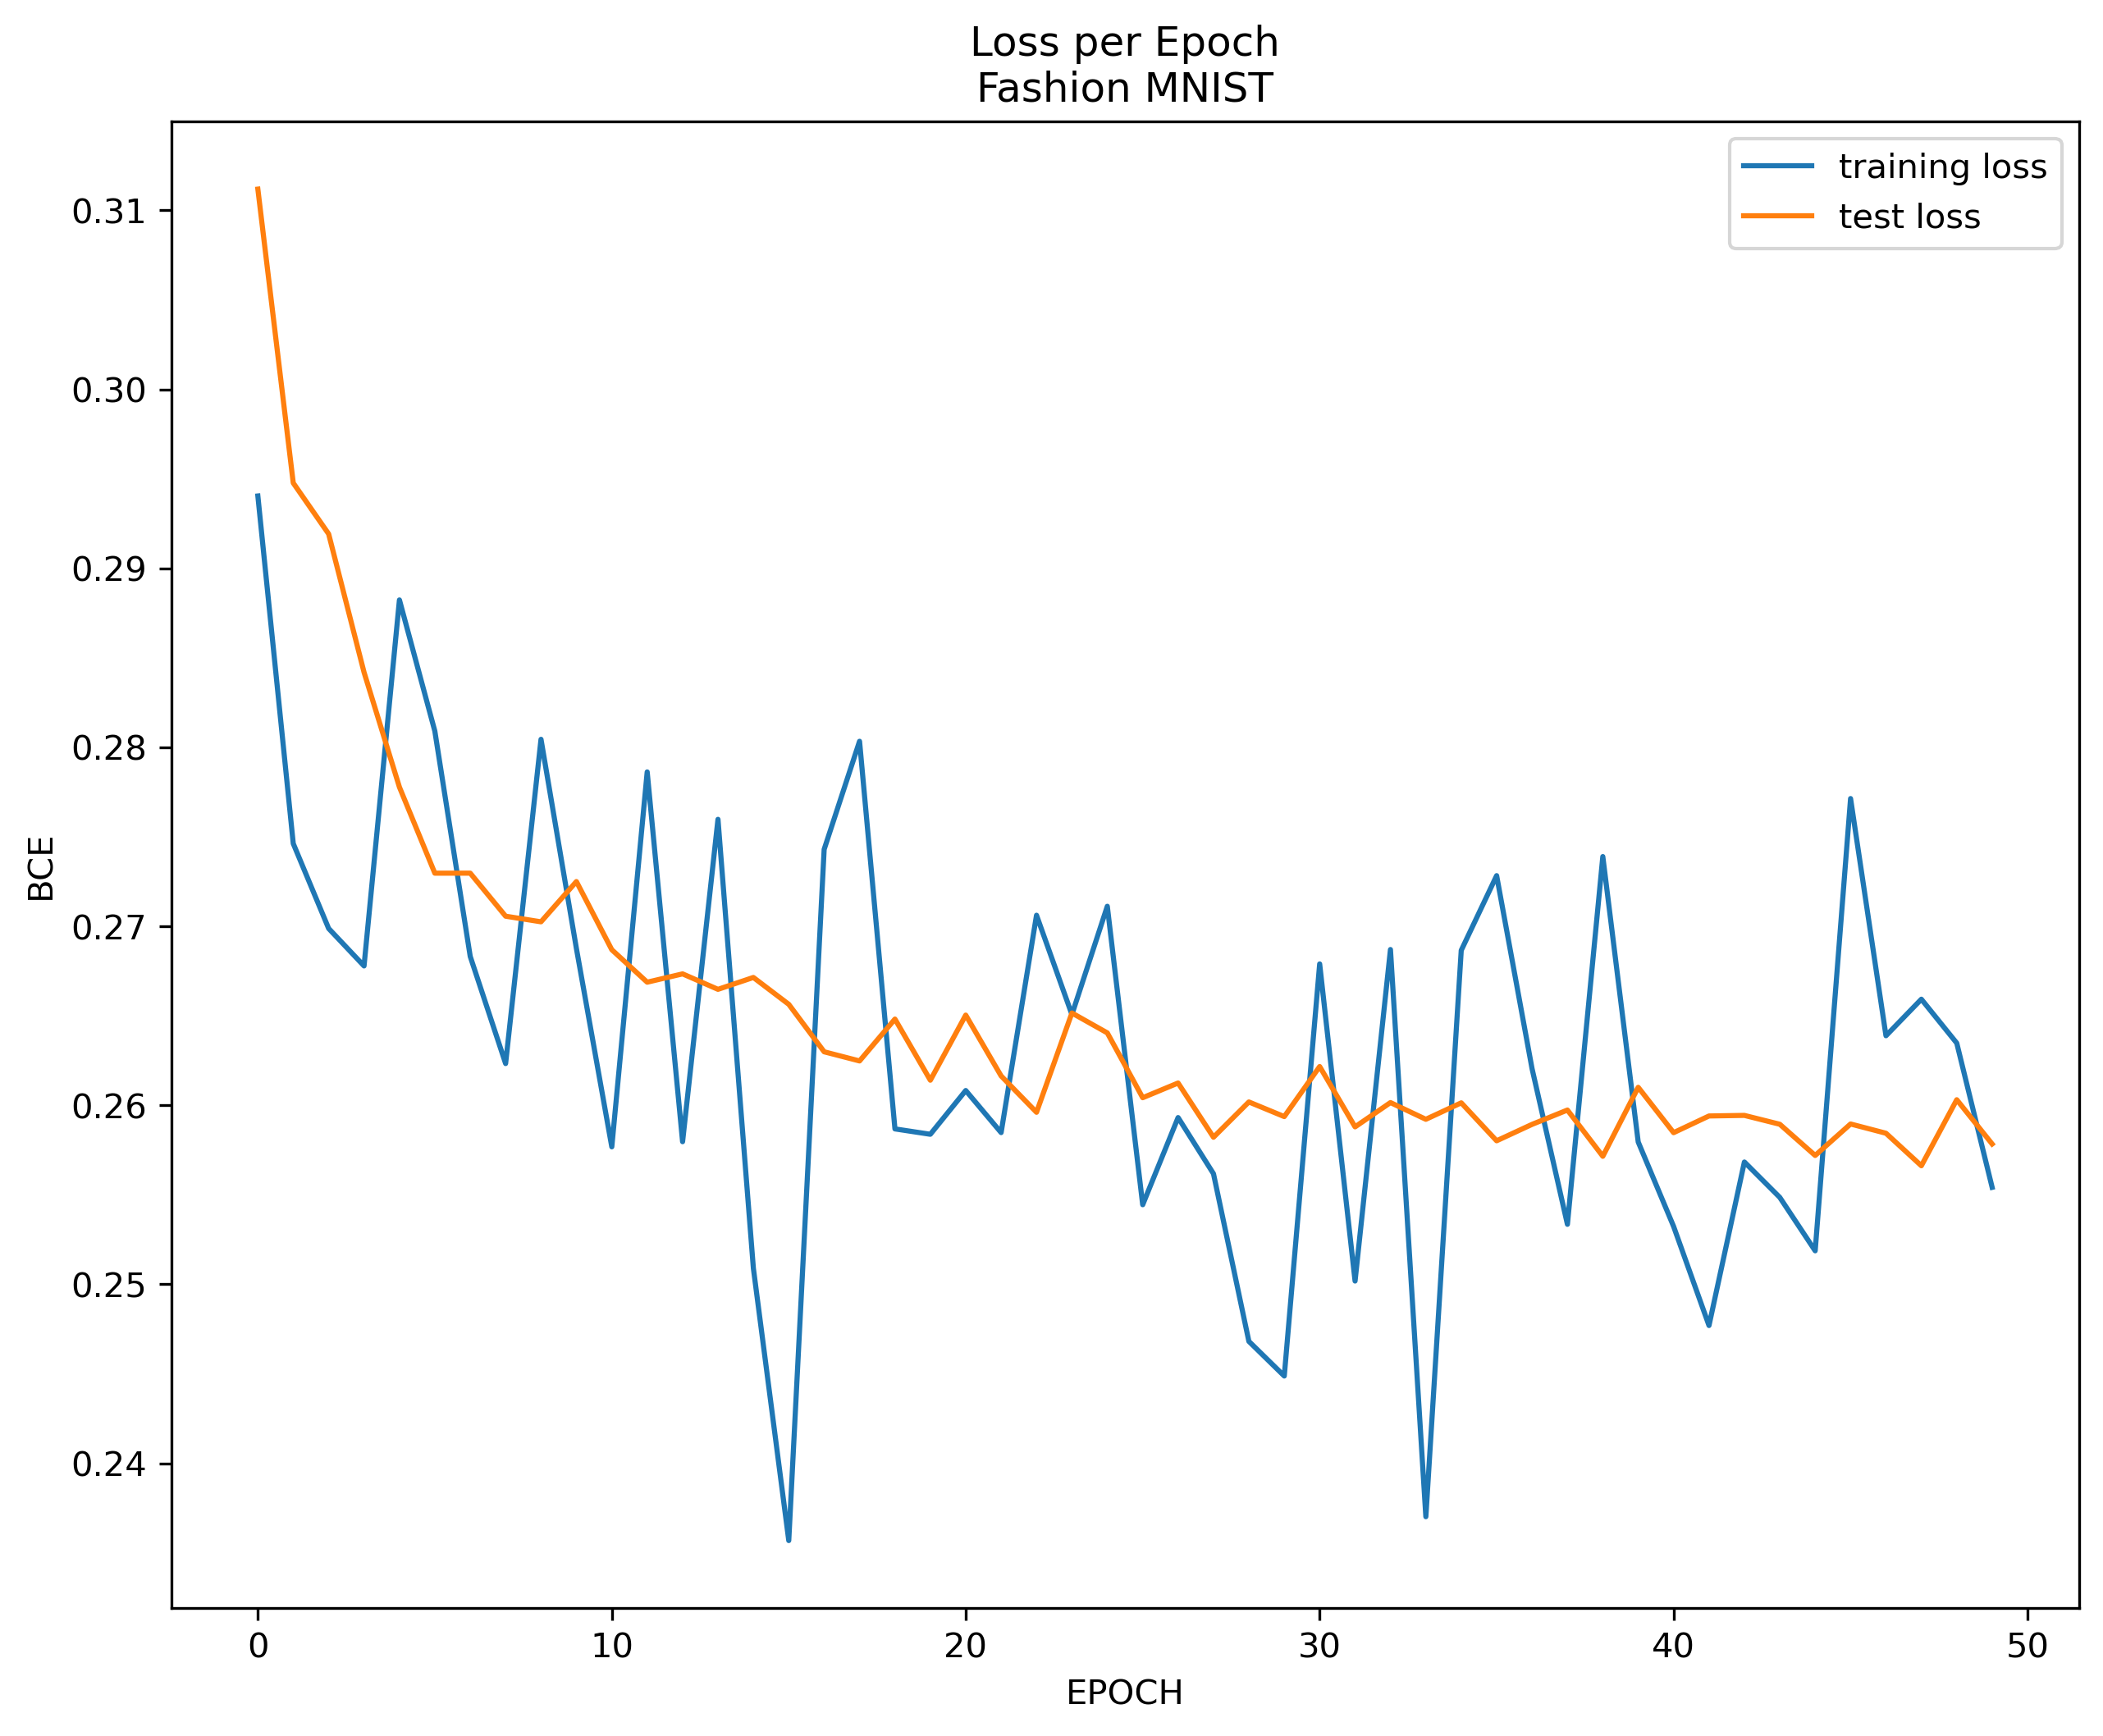 Loss per Epoch
Fashion MNIST
training loss
test loss
0.31
0.30
0.29
0.28
0.27
0.26
0.25
0.24
BCE
0 10 20 30 40 50
EPOCH